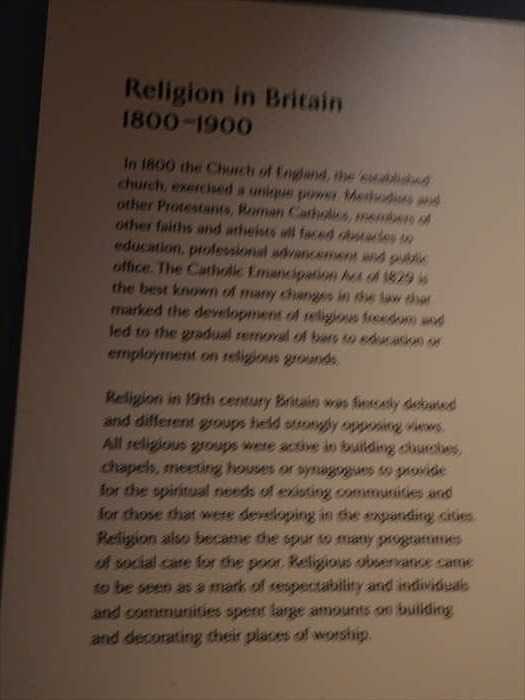 Religion in Britain
1800-1900
In 1800 the Church of England, the 'established'
church, exercised a unique power. Methodists and
other Protestants, Roman Catholics, members of
other faiths and atheists all faced obstacles to
education, professional advancement and public
office. The Catholic Emancipation Act of 1829 is
the best known of many changes in the law that
marked the development of religious freedom and
led to the gradual removal of bars to education or
employment on religious grounds.
Religion in 19th century Britain was fiercely debated
and different groups held strongly opposing views.
All religious groups were active in building churches,
chapels, meeting houses or synagogues to provide
for the spiritual needs of existing communities and
for those that were developing in the expanding cities.
Religion also became the spur to many programmes
of social care for the poor. Religious observance came
to be seen as a mark of respectability and individuals
and communities spent large amounts on building
and decorating their places of worship.